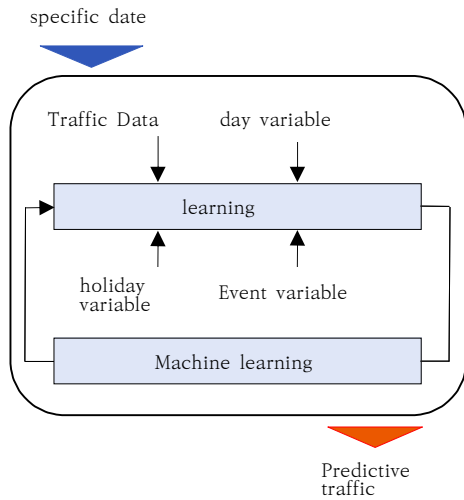 specific date
Traffic Data
day variable
learning
holiday
variable
Event variable
Machine learning
Predictive
traffic